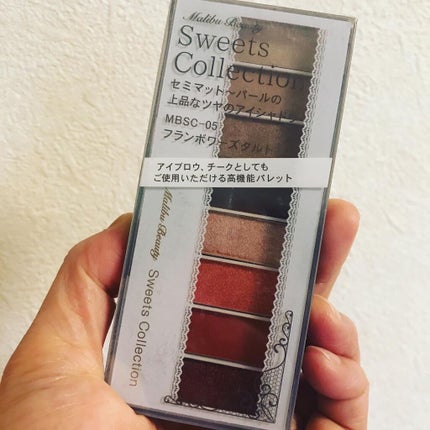 Malibu Beauty
Sweets
Collection
セミマット〜パールの
上品なツヤのアイシャドー
MBSC-05
フランボワーズタルト
アイブロウ、チークとしても
ご使用いただける高機能パレット
Malibu Beauty
Sweets Collection